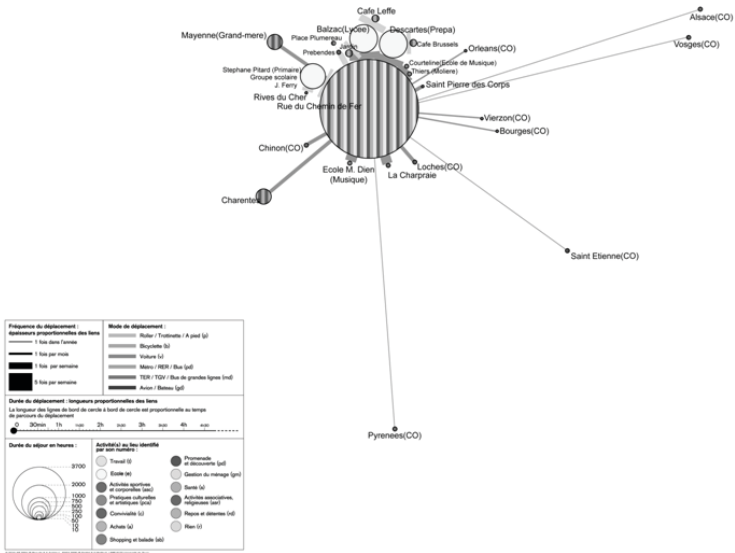 Cafe Leffe
Alsace(CO)
Balzac(Lycee)
Descartes(Prepa)
Mayenne(Grand-mere)
Place Plumereau
Cafe Brussels
Vosges(CO)
Jardin
Orleans(CO)
Prebendes
Courteline(Ecole de Musique)
Thiers(Moliere)
Stephane Pitard (Primaire)
Groupe scolaire
J. Ferry
Saint Pierre des Corps
Rives du Cher
Rue du Chemin de Fer
Vierzon(CO)
Bourges(CO)
Chinon(CO)
Ecole M. Dien
(Musique)
Loches(CO)
La Charpraie
Charentes
Saint Etienne(CO)
Pyrenees(CO)
Fréquence du déplacement :
épaisseurs proportionnelles des liens
1 fois dans l'année
1 fois par mois
1 fois par semaine
5 fois par semaine
Mode de déplacement :
Roller / Trottinette / A pied (p)
Bicyclette (b)
Voiture (v)
Métro / RER / Bus (pd)
TER / TGV / Bus de grandes lignes (md)
Avion / Bateau (gd)
Durée du déplacement : longueurs proportionnelles des liens
La longueur des lignes de bord de cercle à bord de cercle est proportionnelle au temps
de parcours du déplacement
0 30min 1h 2h 3h 4h
Durée du séjour en heures :
3700
2000
1000
750
500
250
100
50
10
Activité(s) au lieu identifié
par son numéro :
Travail (t)
Ecole (e)
Activités sportives
et corporelles (asc)
Pratiques culturelles
et artistiques (pca)
Convivialité (c)
Achats (a)
Shopping et balade (sb)
Promenade
et découverte (pd)
Gestion du ménage (gm)
Santé (s)
Activités associatives,
religieuses (asr)
Repos et détentes (rd)
Rien (r)